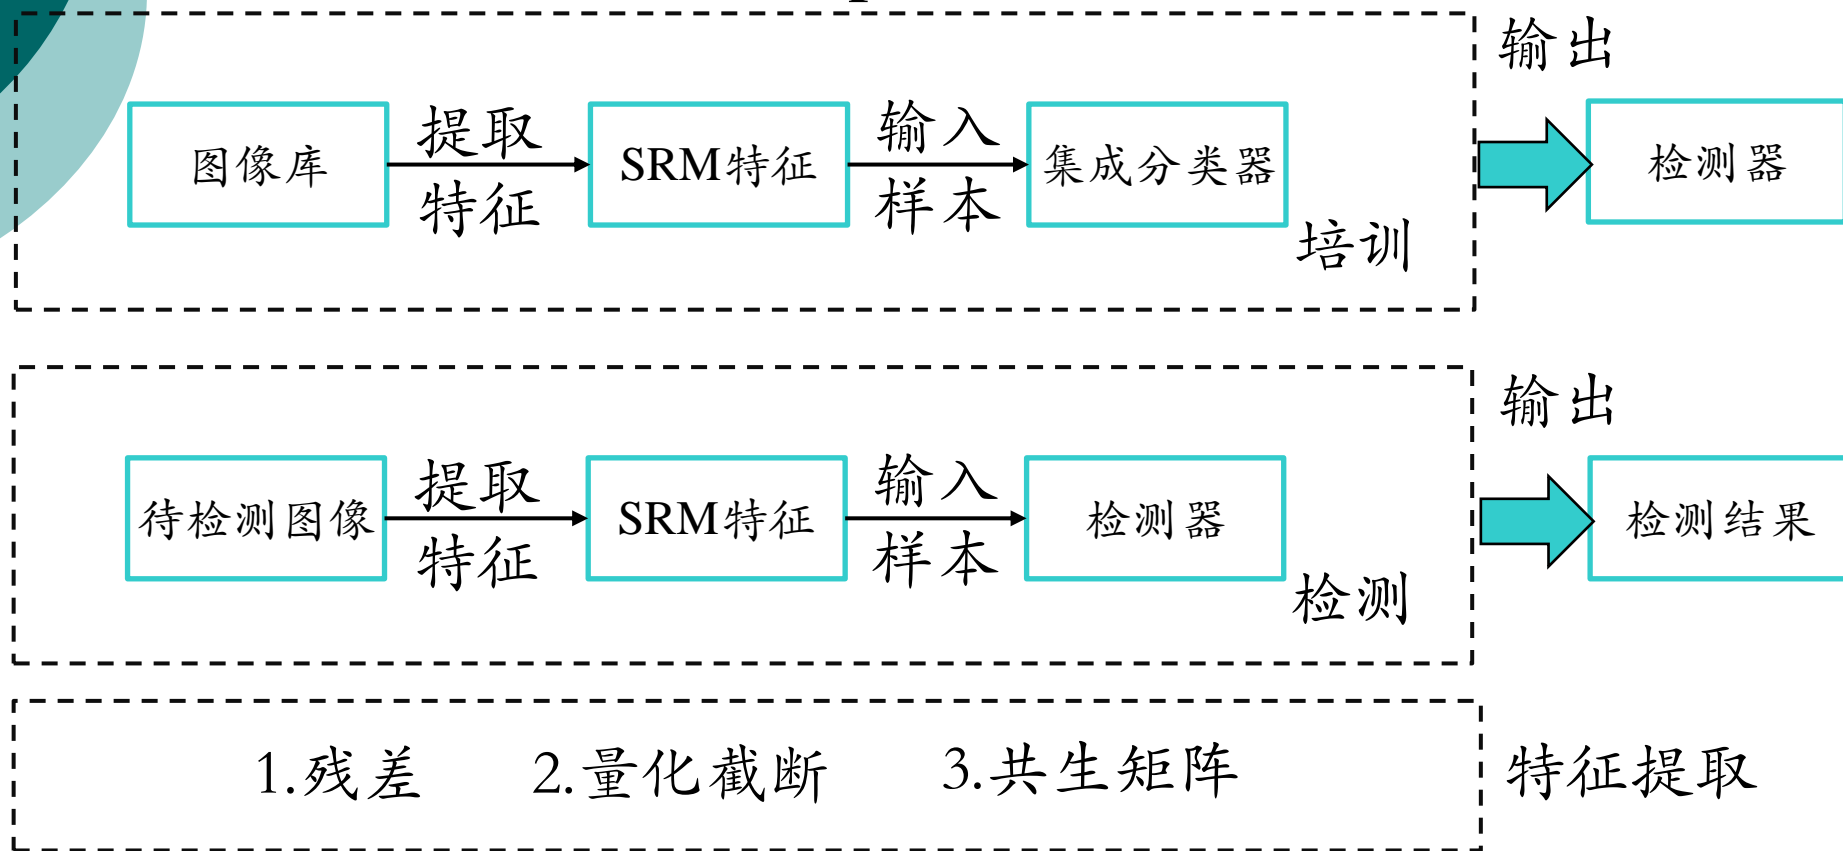 输出
提取
输入
图像库
SRM特征
集成分类器
检测器
特征
样本
培训
输出
提取
输入
待检测图像
SRM特征
检测器
检测结果
特征
样本
检测
1.残差 2.量化截断 3.共生矩阵
特征提取